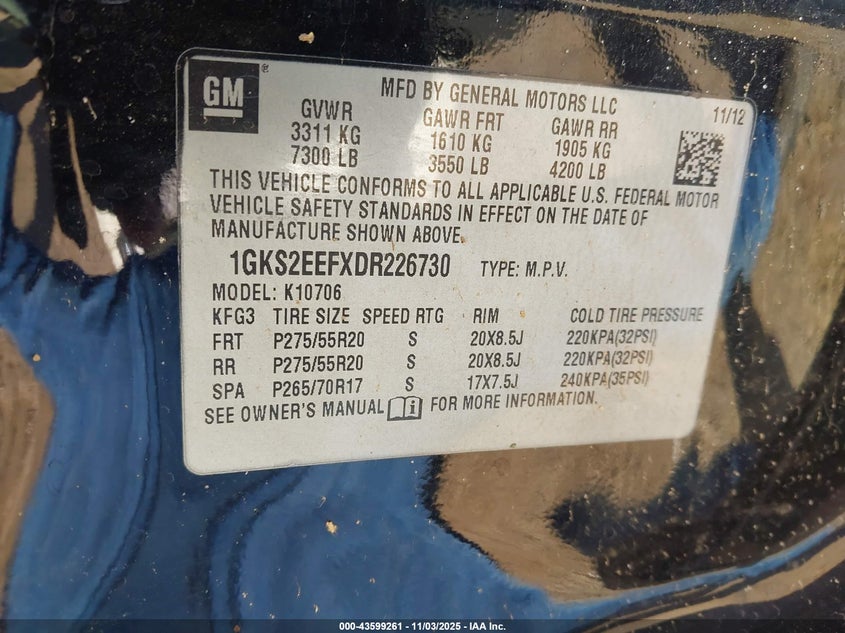 GM®
MFD BY GENERAL MOTORS LLC
GVWR GAWR FRT GAWR RR 11/12
3311 KG 1610 KG 1905 KG
7300 LB 3550 LB 4200 LB
THIS VEHICLE CONFORMS TO ALL APPLICABLE U.S. FEDERAL MOTOR
VEHICLE SAFETY STANDARDS IN EFFECT ON THE DATE OF
MANUFACTURE SHOWN ABOVE.
1GKS2EEFXDR226730 TYPE: M.P.V.
MODEL: K10706
KFG3 TIRE SIZE SPEED RTG RIM COLD TIRE PRESSURE
FRT P275/55R20 S 20X8.5J 220KPA(32PSI)
RR P275/55R20 S 20X8.5J 220KPA(32PSI)
SPA P265/70R17 S 17X7.5J 240KPA(35PSI)
SEE OWNER'S MANUAL FOR MORE INFORMATION.
000-43599261 - 11/03/2025 - IAA Inc.